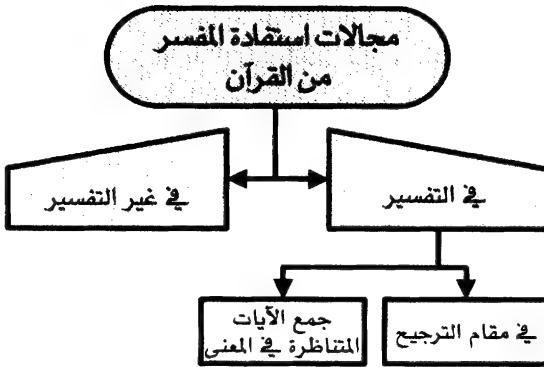 مجالات استفادة المفسر
من القرآن
في التفسير
في غير التفسير
في مقام الترجيح
جمع الآيات
المتناظرة في المعنى